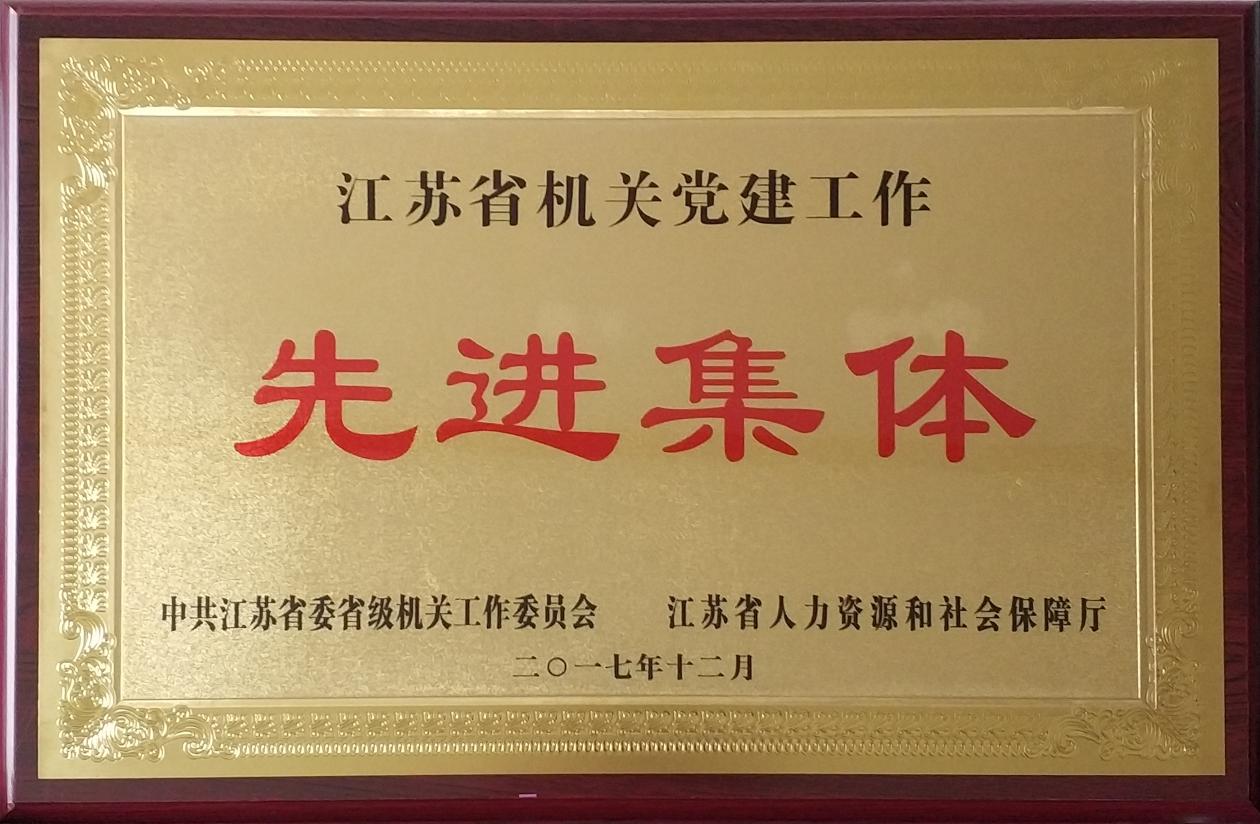 江苏省机关党建工作
先进集体
中共江苏省委省级机关工作委员会 江苏省人力资源和社会保障厅
二〇一七年十二月